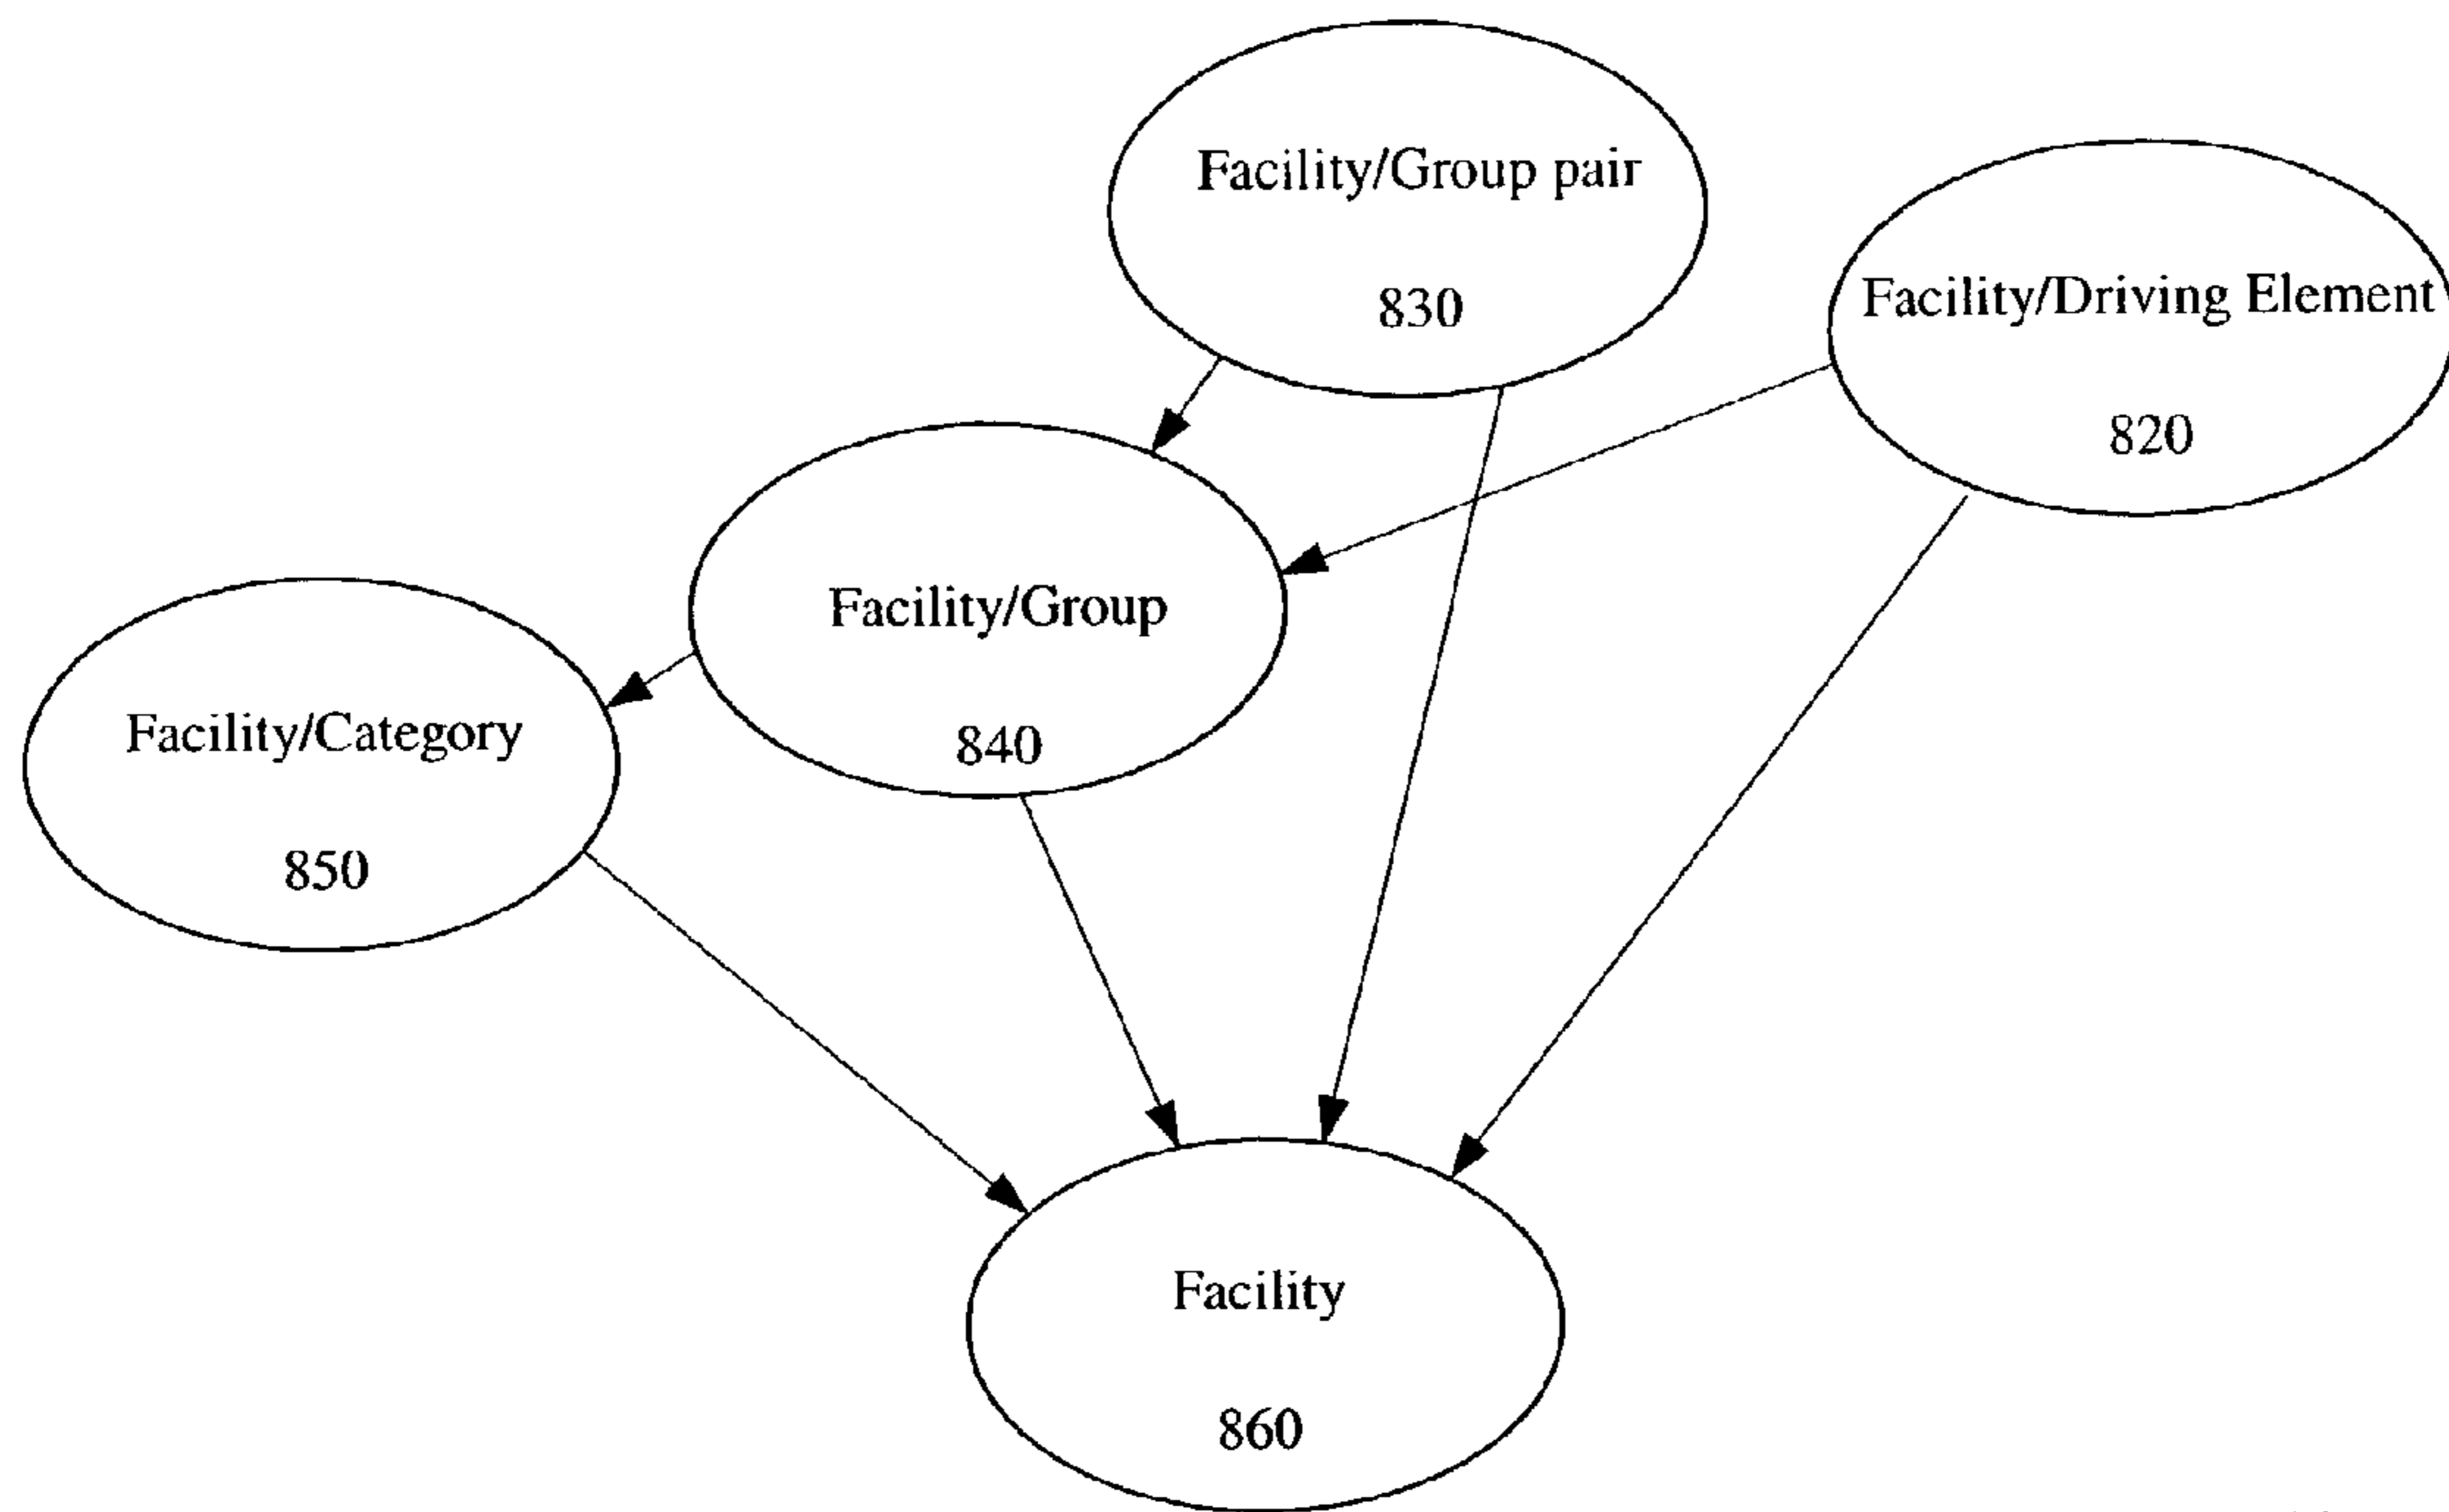 Facility/Group pair
830
Facility/Driving Element
820
Facility/Group
840
Facility/Category
850
Facility
860